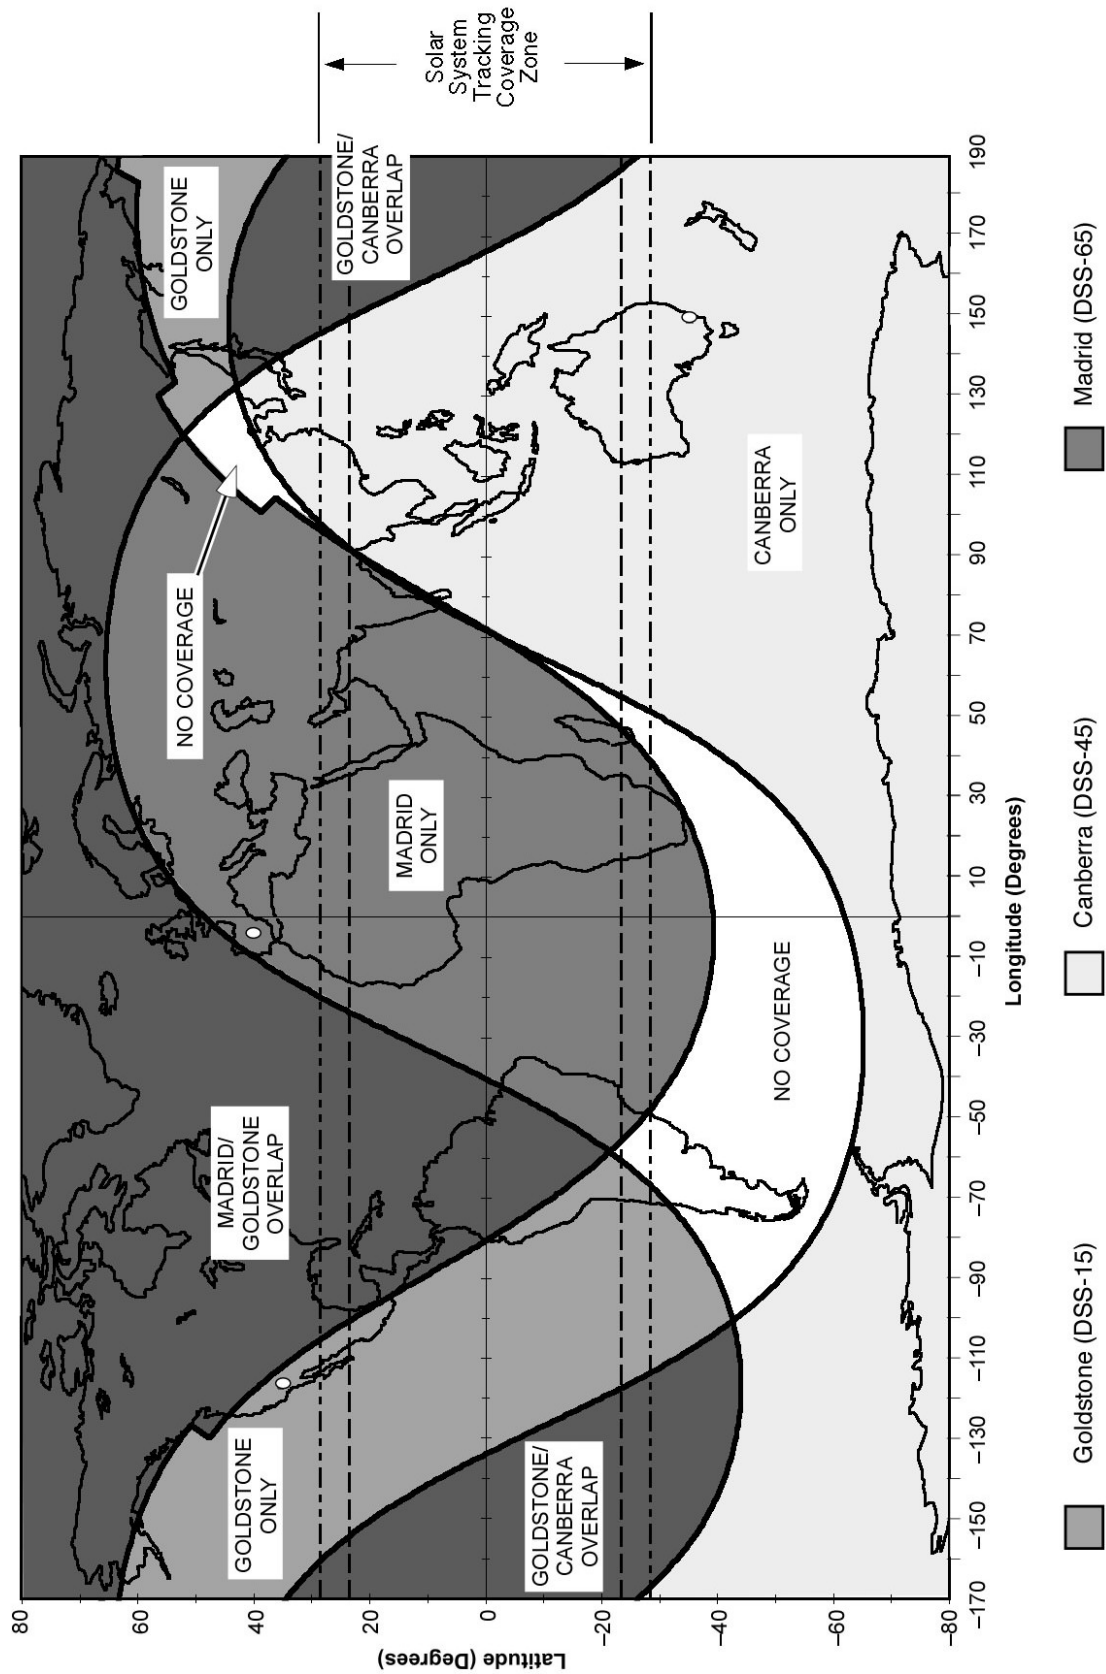 Solar
System
Tracking
Coverage
Zone
GOLDSTONE
ONLY
GOLDSTONE/
CANBERRA
OVERLAP
NO COVERAGE
CANBERRA
ONLY
MADRID
ONLY
NO COVERAGE
MADRID/
GOLDSTONE
OVERLAP
GOLDSTONE
ONLY
GOLDSTONE/
CANBERRA
OVERLAP
Latitude (Degrees)
80
60
40
20
0
–20
–40
–60
–80
–170
–150
–130
–110
–90
–70
–50
–30
–10
10
30
50
70
90
110
130
150
170
190
Longitude (Degrees)
Goldstone (DSS-15)
Canberra (DSS-45)
Madrid (DSS-65)